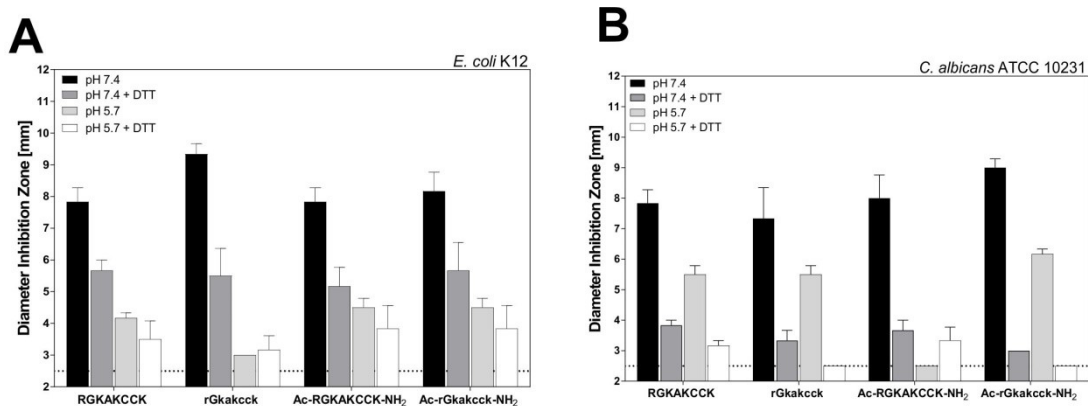 A
E. coli K12
Diameter Inhibition Zone [mm]
12
11
10
9
8
7
6
5
4
3
2
pH 7.4
pH 7.4 + DTT
pH 5.7
pH 5.7 + DTT
RGKAKCCK
rGkakcck
Ac-RGKAKCCK-NH₂
Ac-rGkakcck-NH₂
B
C. albicans ATCC 10231
Diameter Inhibition Zone [mm]
12
11
10
9
8
7
6
5
4
3
2
pH 7.4
pH 7.4 + DTT
pH 5.7
pH 5.7 + DTT
RGKAKCCK
rGkakcck
Ac-RGKAKCCK-NH₂
Ac-rGkakcck-NH₂